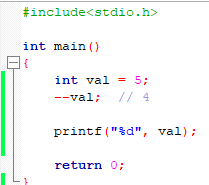 #include<stdio.h>
int main()
{
int val = 5;
--val; // 4
printf("%d", val);
return 0;
}